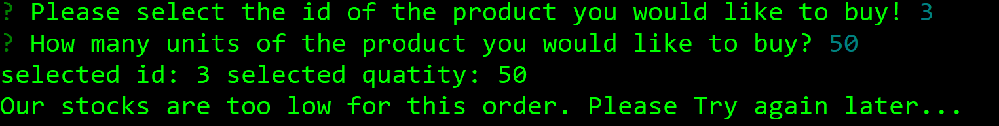 ? Please select the id of the product you would like to buy! 3
? How many units of the product you would like to buy? 50
selected id: 3 selected quatity: 50
Our stocks are too low for this order. Please Try again later...